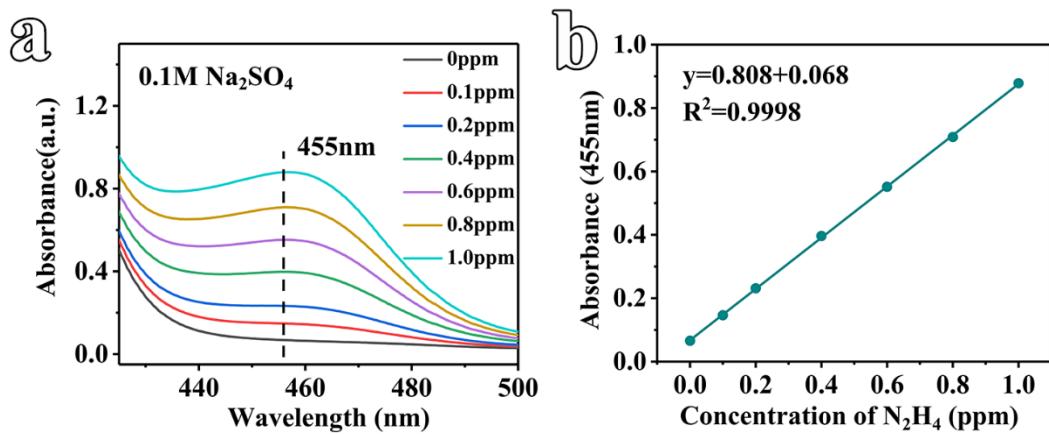 a
0.1M Na₂SO₄
0ppm
0.1ppm
0.2ppm
0.4ppm
0.6ppm
0.8ppm
1.0ppm
455nm
1.2
0.8
0.4
0.0
Absorbance(a.u.)
440 460 480 500
Wavelength (nm)
b
y=0.808+0.068
R²=0.9998
1.0
0.8
0.6
0.4
0.2
0.0
Absorbance (455nm)
0.0 0.2 0.4 0.6 0.8 1.0
Concentration of N₂H₄ (ppm)